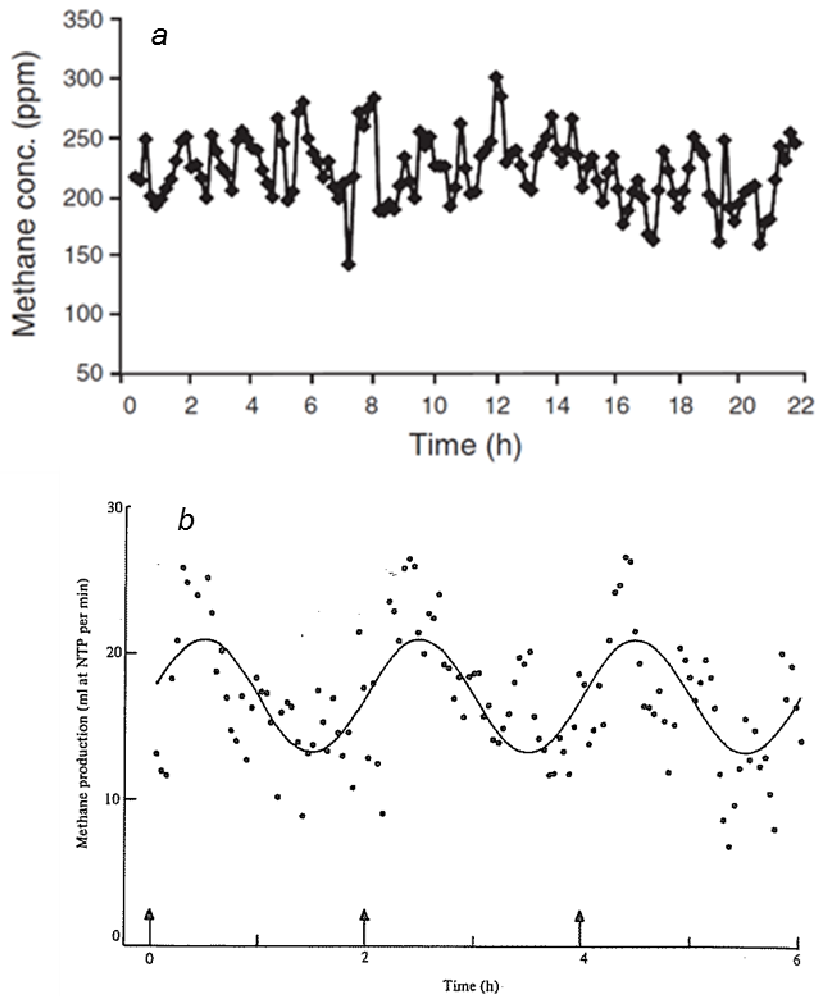 a
Methane conc. (ppm)
350
300
250
200
150
100
50
0 2 4 6 8 10 12 14 16 18 20 22
Time (h)
b
Methane production (ml at NTP per min)
30
20
10
0
0 2 4 6
Time (h)